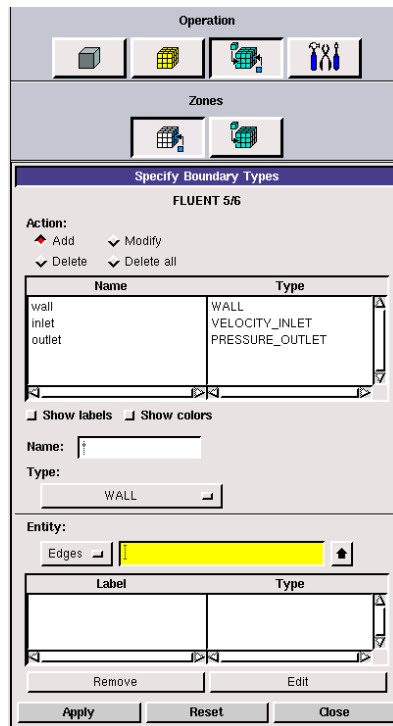 Operation
Zones
Specify Boundary Types
FLUENT 5/6
Action:
Add Modify
Delete Delete all
Name Type
wall WALL
inlet VELOCITY_INLET
outlet PRESSURE_OUTLET
Show labels Show colors
Name:
Type:
WALL
Entity:
Edges
Label Type
Remove Edit
Apply Reset Close